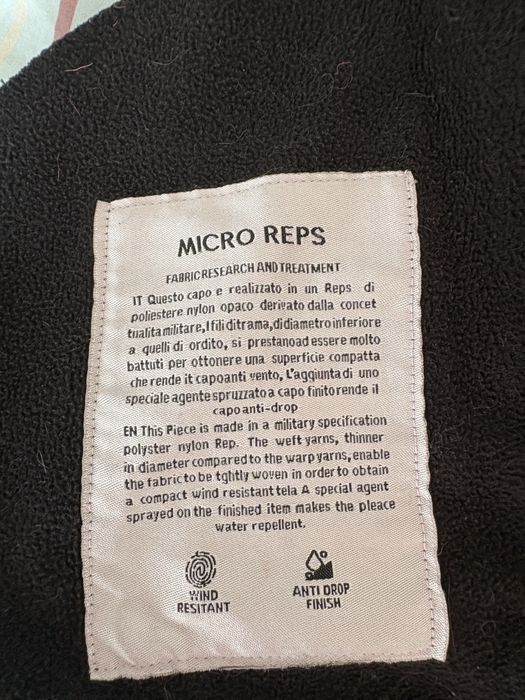 MICRO REPS
FABRIC RESEARCH AND TREATMENT
IT Questo capo e realizzato in un Reps di
poliestere nylon opaco derivato dalla concet
tualita militare, I fili di trama, di diametro inferiore
a quelli di ordito, si prestanoad essere molto
battuti per ottonere una superficie compatta
che rende it capoanti vento, L'aggiunta di uno
speciale agente spruzzato a capo finito rende il
capo anti-drop
EN This Piece is made in a military specification
polyster nylon Rep. The weft yarns, thinner
in diameter compared to the warp yarns, enable
the fabric to be tghtly woven in order to obtain
a compact wind resistant tela A special agent
sprayed on the finished item makes the pleace
water repellent.
WIND
RESITANT
ANTI DROP
FINISH